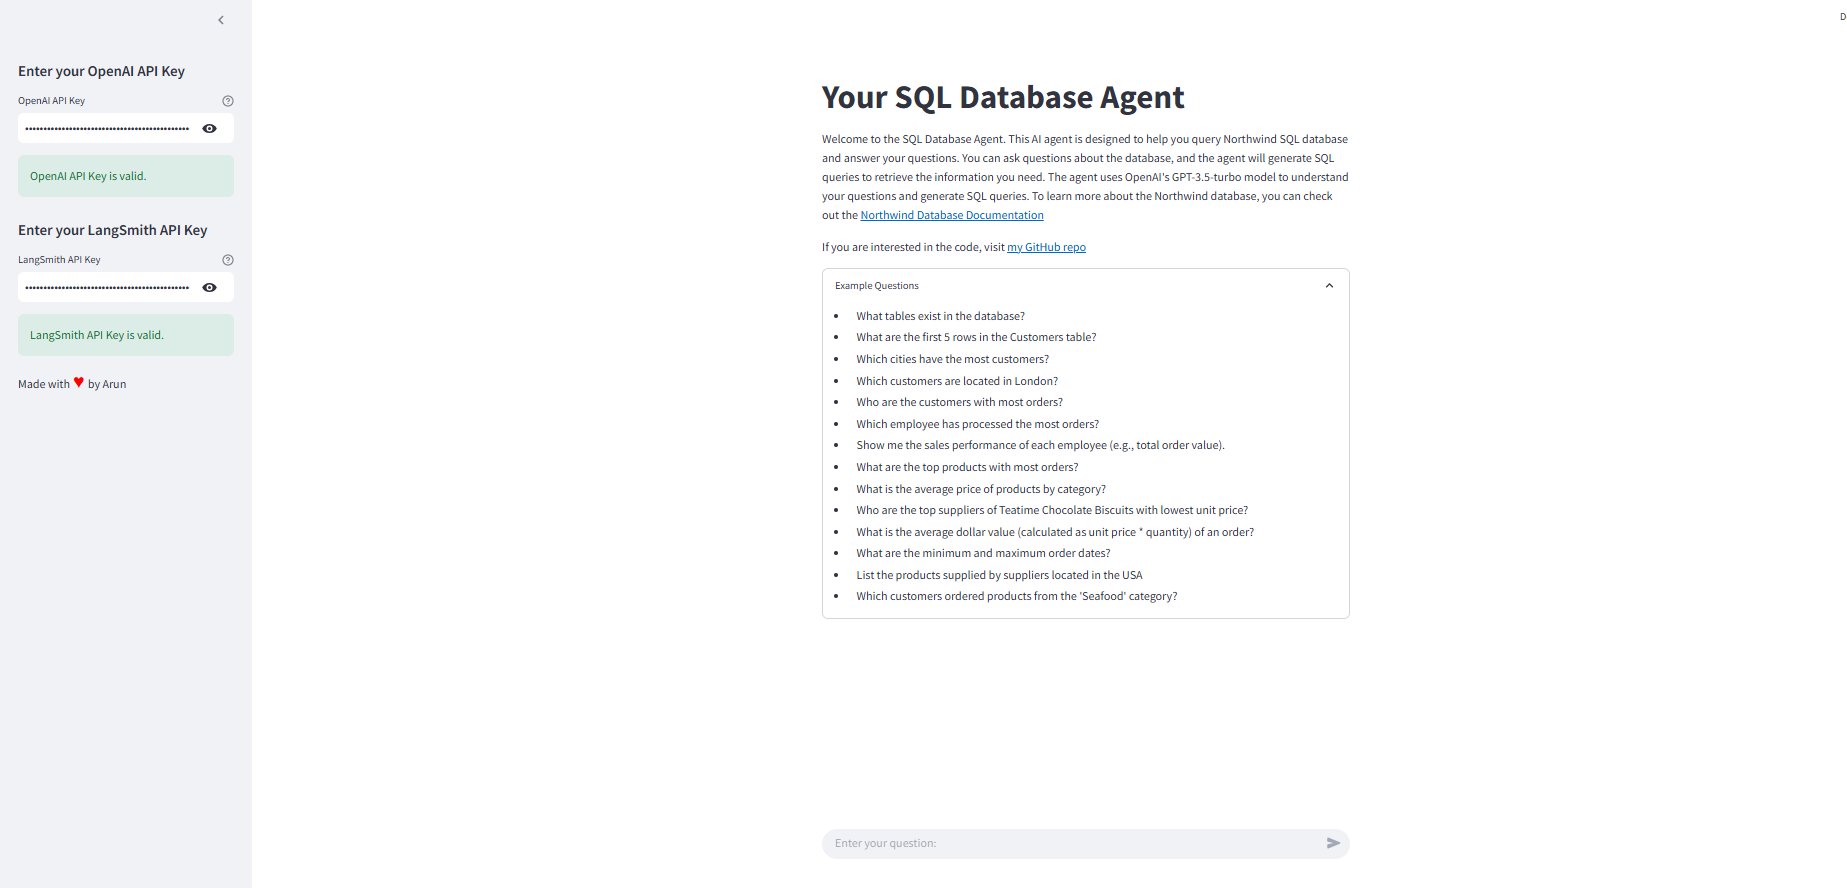 Enter your OpenAI API Key
OpenAI API Key
OpenAI API Key is valid.
Enter your LangSmith API Key
LangSmith API Key
LangSmith API Key is valid.
Made with ♥ by Arun
D
Your SQL Database Agent
Welcome to the SQL Database Agent. This AI agent is designed to help you query Northwind SQL database
and answer your questions. You can ask questions about the database, and the agent will generate SQL
queries to retrieve the information you need. The agent uses OpenAI's GPT-3.5-turbo model to understand
your questions and generate SQL queries. To learn more about the Northwind database, you can check
out the Northwind Database Documentation
If you are interested in the code, visit my GitHub repo
Example Questions
• What tables exist in the database?
• What are the first 5 rows in the Customers table?
• Which cities have the most customers?
• Which customers are located in London?
• Who are the customers with most orders?
• Which employee has processed the most orders?
• Show me the sales performance of each employee (e.g., total order value).
• What are the top products with most orders?
• What is the average price of products by category?
• Who are the top suppliers of Teatime Chocolate Biscuits with lowest unit price?
• What is the average dollar value (calculated as unit price * quantity) of an order?
• What are the minimum and maximum order dates?
• List the products supplied by suppliers located in the USA
• Which customers ordered products from the 'Seafood' category?
Enter your question: